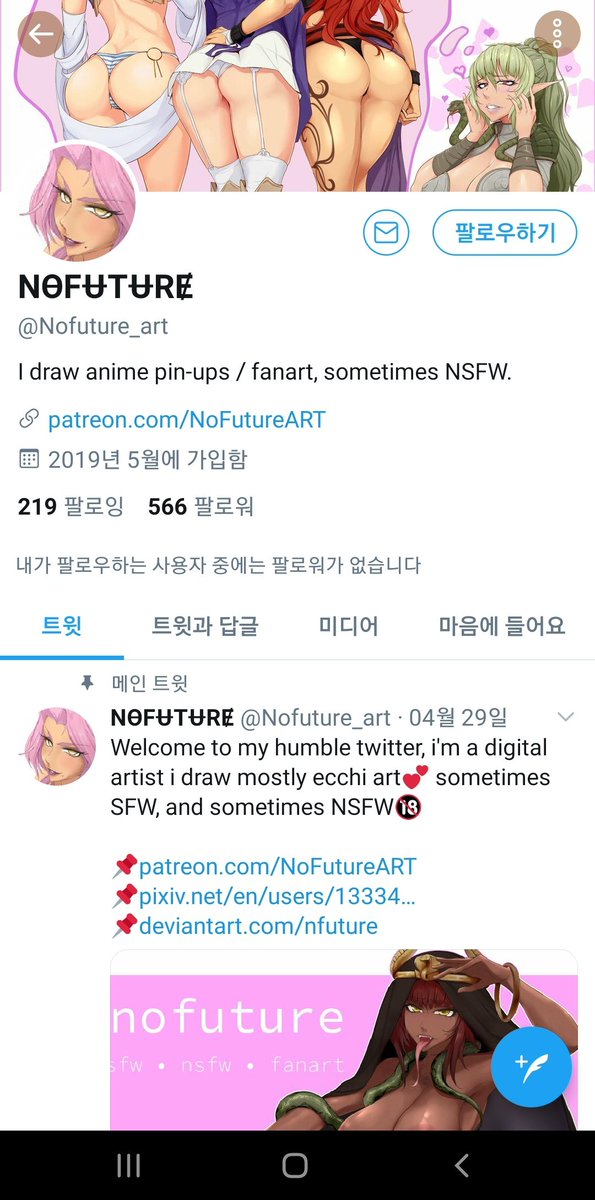 팔로우하기
NΘFɄTɄRɆ
@Nofuture_art
I draw anime pin-ups / fanart, sometimes NSFW.
patreon.com/NoFutureART
2019년 5월에 가입함
219 팔로잉 566 팔로워
내가 팔로우하는 사용자 중에는 팔로워가 없습니다
트윗 트윗과 답글 미디어 마음에 들어요
메인 트윗
NΘFɄTɄRɆ @Nofuture_art · 04월 29일
Welcome to my humble twitter, i'm a digital
artist i draw mostly ecchi art💕 sometimes
SFW, and sometimes NSFW🔞
📌patreon.com/NoFutureART
📌pixiv.net/en/users/13334…
📌deviantart.com/nfuture
nofuture
sfw • nsfw • fanart